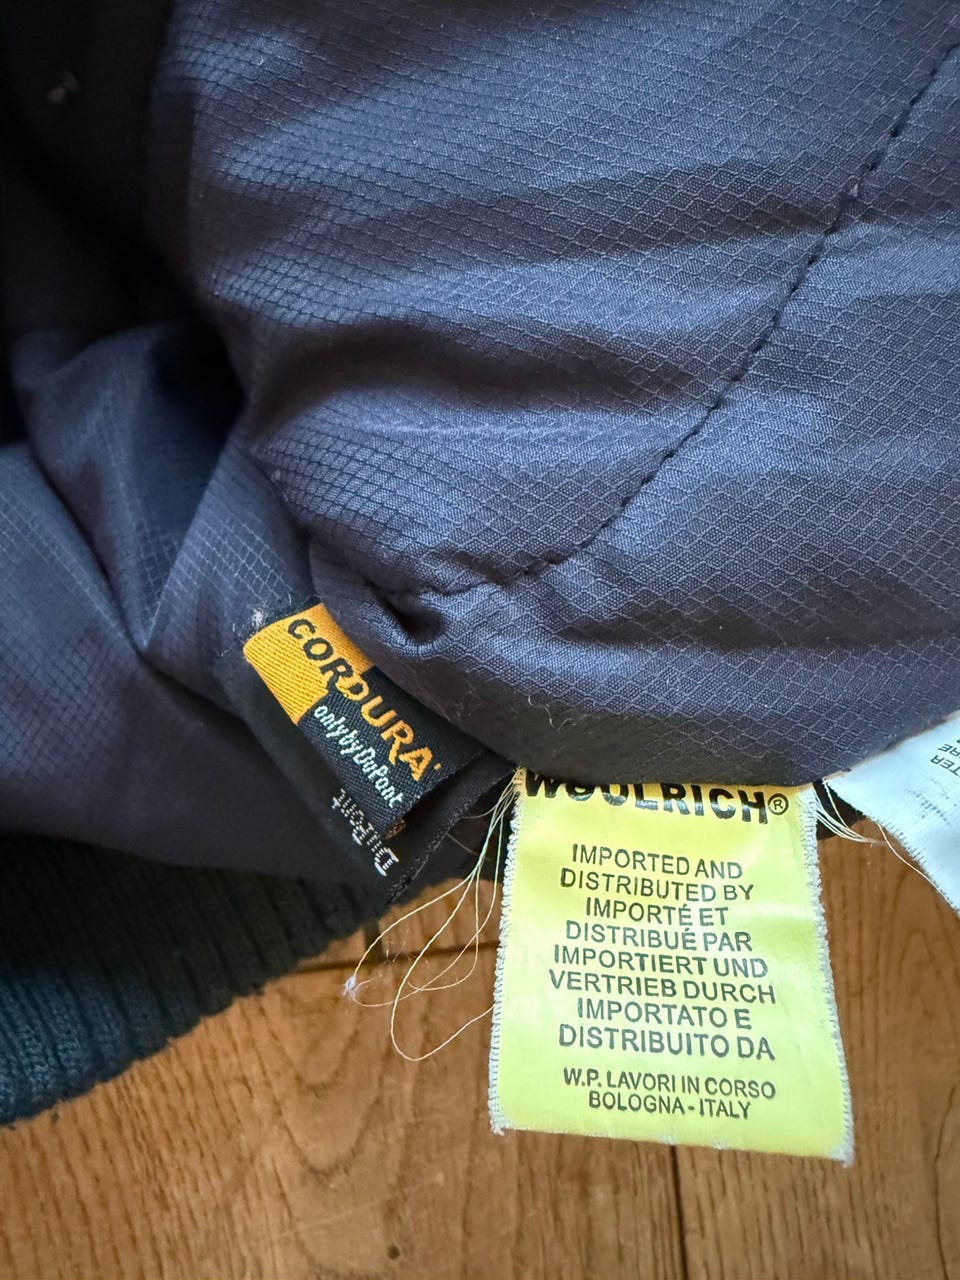 CORDURA
only by DuPont
DuPont
WOOLRICH®
IMPORTED AND
DISTRIBUTED BY
IMPORTÉ ET
DISTRIBUÉ PAR
IMPORTIERT UND
VERTRIEB DURCH
IMPORTATO E
DISTRIBUITO DA
W.P. LAVORI IN CORSO
BOLOGNA - ITALY